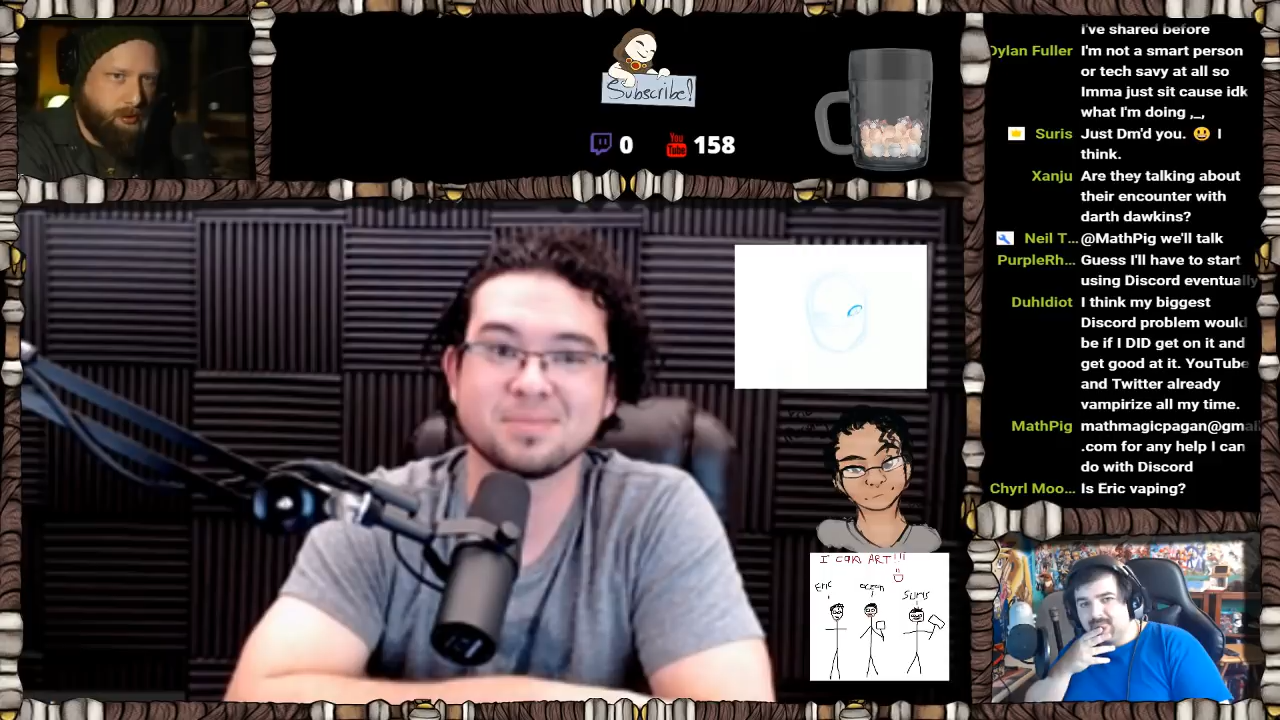 Subscribe!
0
You
Tube
158
i've shared before
Dylan Fuller I'm not a smart person
or tech savy at all so
Imma just sit cause idk
what I'm doing ,_,
Suris Just Dm'd you. 😃 I
think.
Xanju Are they talking about
their encounter with
darth dawkins?
Neil T... @MathPig we'll talk
PurpleRh... Guess I'll have to start
using Discord eventually
DuhIdiot I think my biggest
Discord problem would
be if I DID get on it and
get good at it. YouTube
and Twitter already
vampirize all my time.
MathPig mathmagicpagan@gmai
.com for any help I can
do with Discord
Chyrl Moo... Is Eric vaping?
I CAN ART!!!
Eric
Suris